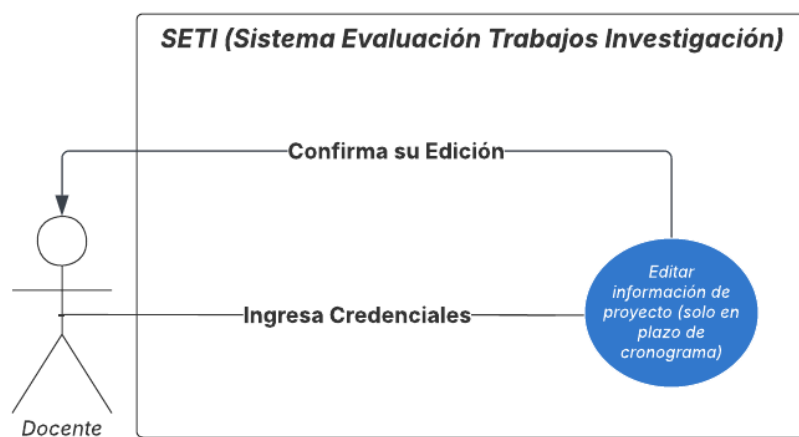 SETI (Sistema Evaluación Trabajos Investigación)
Confirma su Edición
Editar
información de
proyecto (solo en
plazo de
cronograma)
Ingresa Credenciales
Docente